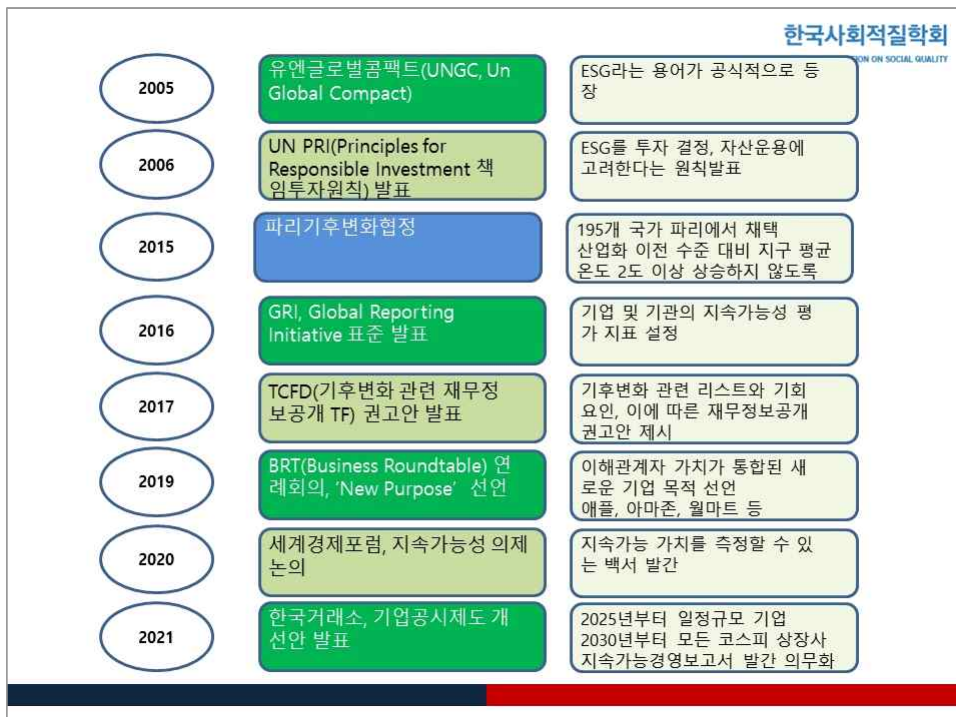 한국사회적질학회
ON ON SOCIAL QUALITY
2005
유엔글로벌콤팩트(UNGC, Un
Global Compact)
ESG라는 용어가 공식적으로 등
장
2006
UN PRI(Principles for
Responsible Investment 책
임투자원칙) 발표
ESG를 투자 결정, 자산운용에
고려한다는 원칙발표
2015
파리기후변화협정
195개 국가 파리에서 채택
산업화 이전 수준 대비 지구 평균
온도 2도 이상 상승하지 않도록
2016
GRI, Global Reporting
Initiative 표준 발표
기업 및 기관의 지속가능성 평
가 지표 설정
2017
TCFD(기후변화 관련 재무정
보공개 TF) 권고안 발표
기후변화 관련 리스트와 기회
요인, 이에 따른 재무정보공개
권고안 제시
2019
BRT(Business Roundtable) 연
례회의, ‘New Purpose’ 선언
이해관계자 가치가 통합된 새
로운 기업 목적 선언
애플, 아마존, 월마트 등
2020
세계경제포럼, 지속가능성 의제
논의
지속가능 가치를 측정할 수 있
는 백서 발간
2021
한국거래소, 기업공시제도 개
선안 발표
2025년부터 일정규모 기업
2030년부터 모든 코스피 상장사
지속가능경영보고서 발간 의무화